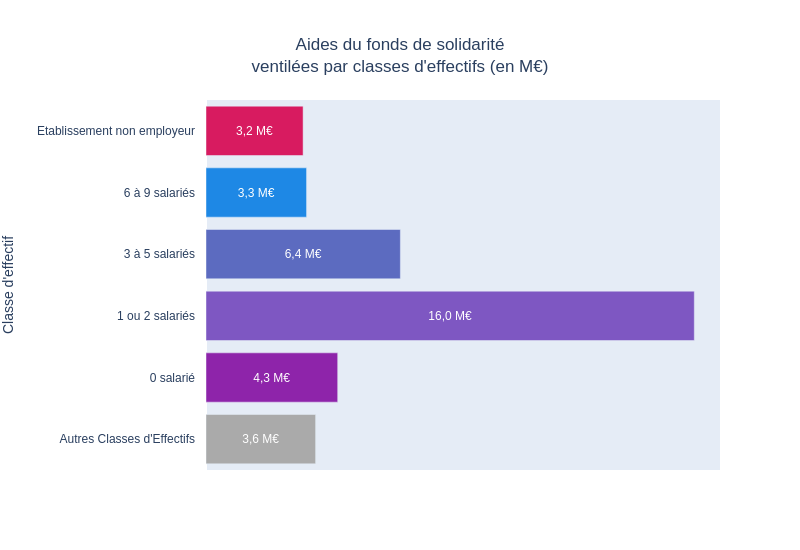 Aides du fonds de solidarité
ventilées par classes d'effectifs (en M€)
Classe d'effectif
Etablissement non employeur
3,2 M€
6 à 9 salariés
3,3 M€
3 à 5 salariés
6,4 M€
1 ou 2 salariés
16,0 M€
0 salarié
4,3 M€
Autres Classes d'Effectifs
3,6 M€